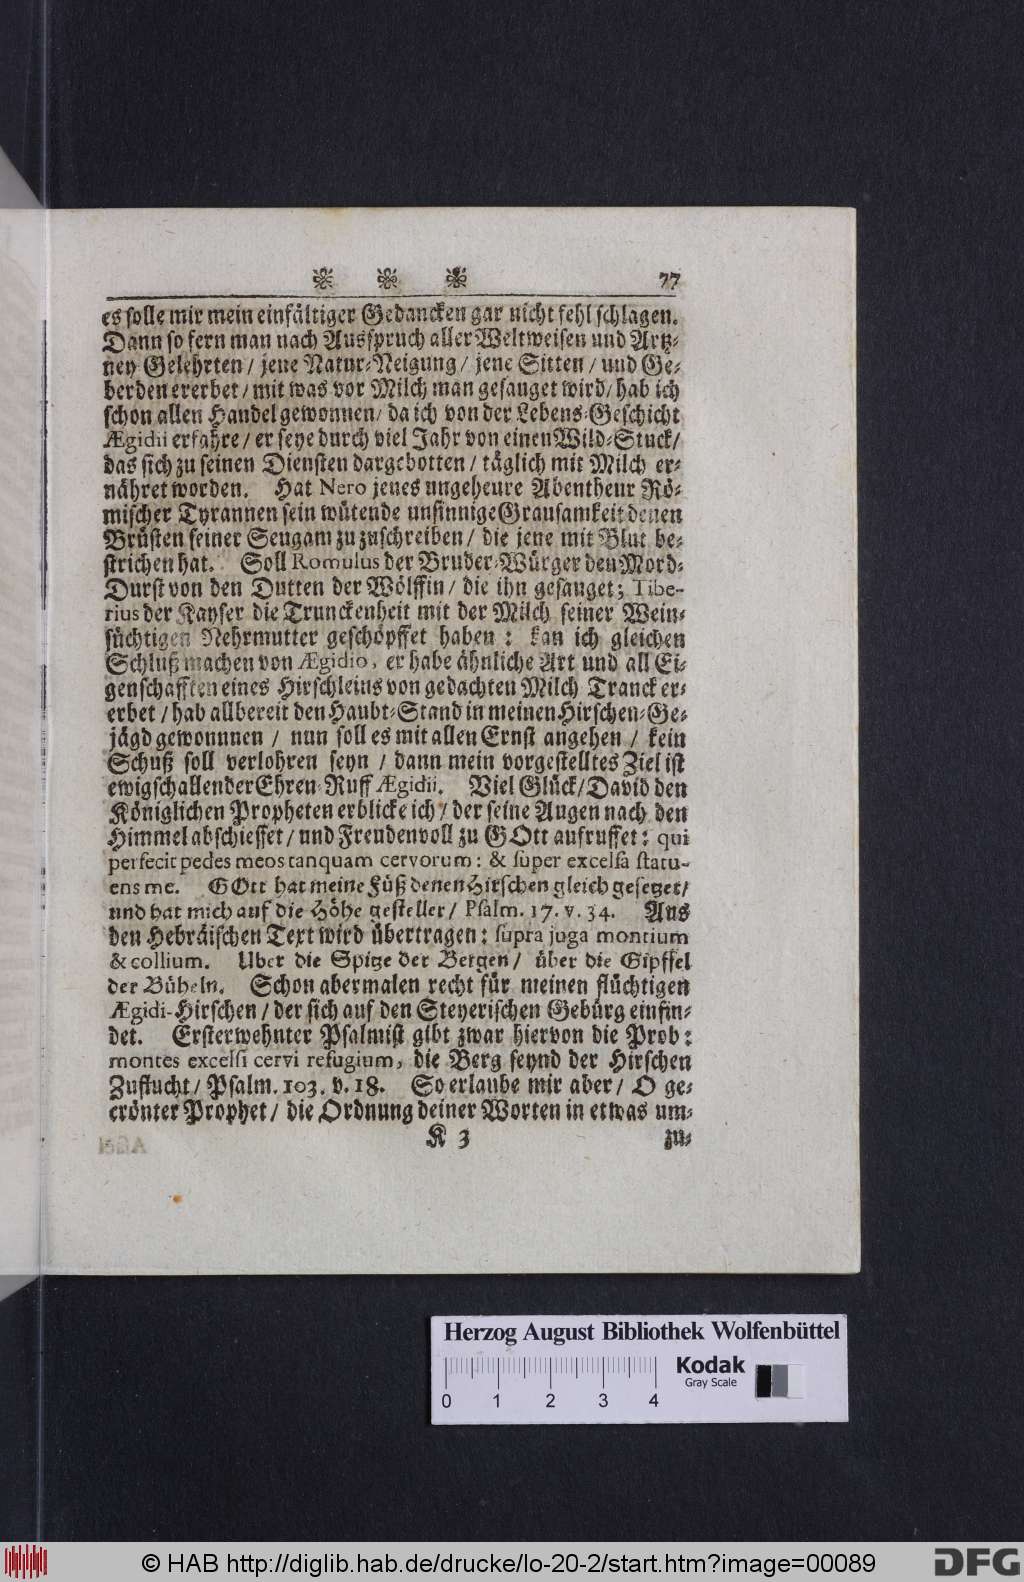 ❊ ❊ ❊ 77
es solle mir mein einfältiger Gedancken gar nicht fehl schlagen.
Dann so fern man nach Ausspruch aller Weltweisen und Artz-
ney Gelehrten / jene Natur-Neigung / jene Sitten / und Ge-
berden ererbet / mit was vor Milch man gesauget wird / hab ich
schon allen Handel gewonnen / da ich von der Lebens-Geschicht
Ægidii erfahre / er seye durch viel Jahr von einen Wild-Stuck /
das sich zu seinen Diensten dargebotten / täglich mit Milch er-
nähret worden. Hat Nero jenes ungeheure Abentheur Rö-
mischer Tyrannen sein wütende unsinnige Grausamkeit denen
Brüsten seiner Seugam zu zuschreiben / die jene mit Blut be-
strichen hat. Soll Romulus der Bruder-Würger den Mord-
Durst von den Dutten der Wölffin / die ihn gesauget; Tibe-
rius der Kayser die Trunckenheit mit der Milch seiner Wein-
süchtigen Nehrmutter geschöpffet haben: kan ich gleichen
Schluß machen von Ægidio, er habe ähnliche Art und all Ei-
genschafften eines Hirschleins von gedachten Milch Tranck er-
erbet / hab allbereit den Haubt-Stand in meinen Hirschen-Ge-
jägd gewonnnen / nun soll es mit allen Ernst angehen / kein
Schuß soll verlohren seyn / dann mein vorgestelltes Ziel ist
ewigschallender Ehren-Ruff Ægidii. Viel Glück / David den
Königlichen Propheten erblicke ich / der seine Augen nach den
Himmel abschiesset / und Freudenvoll zu GOtt aufruffet: qui
perfecit pedes meos tanquam cervorum: & super excelsa statu-
ens me. GOtt hat meine Füß denen Hirschen gleich gesetzet /
und hat mich auf die Höhe gestellet / Psalm. 17. v. 34. Aus
den Hebräischen Text wird übertragen: supra juga montium
& collium. Uber die Spitze der Bergen / über die Gipffel
der Büheln. Schon abermalen recht für meinen flüchtigen
Ægidi-Hirschen / der sich auf den Steyerischen Gebürg einfin-
det. Ersterwehnter Psalmist gibt zwar hiervon die Prob:
montes excelsi cervi refugium, die Berg seynd der Hirschen
Zuflucht / Psalm. 103. v. 18. So erlaube mir aber / O ge-
crönter Prophet / die Ordnung deiner Worten in etwas um-
K 3 zu-
Herzog August Bibliothek Wolfenbüttel
Kodak
Gray Scale
0 1 2 3 4
© HAB http://diglib.hab.de/drucke/lo-20-2/start.htm?image=00089
DFG